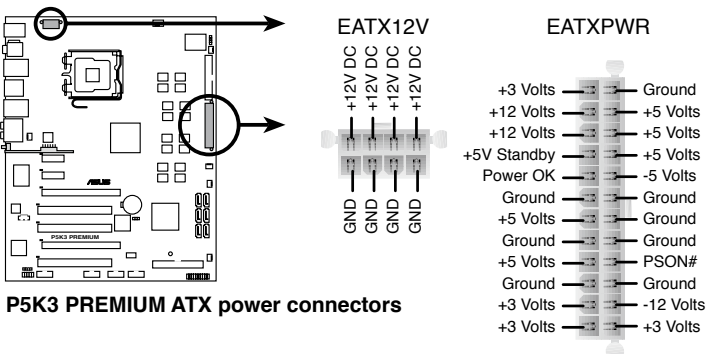 EATX12V
EATXPWR
+12V DC
+12V DC
+12V DC
+12V DC
GND
GND
GND
GND
+3 Volts Ground
+12 Volts +5 Volts
+12 Volts +5 Volts
+5V Standby +5 Volts
Power OK -5 Volts
Ground Ground
+5 Volts Ground
Ground Ground
+5 Volts PSON#
Ground Ground
+3 Volts -12 Volts
+3 Volts +3 Volts
ASUS
P5K3 PREMIUM
P5K3 PREMIUM ATX power connectors